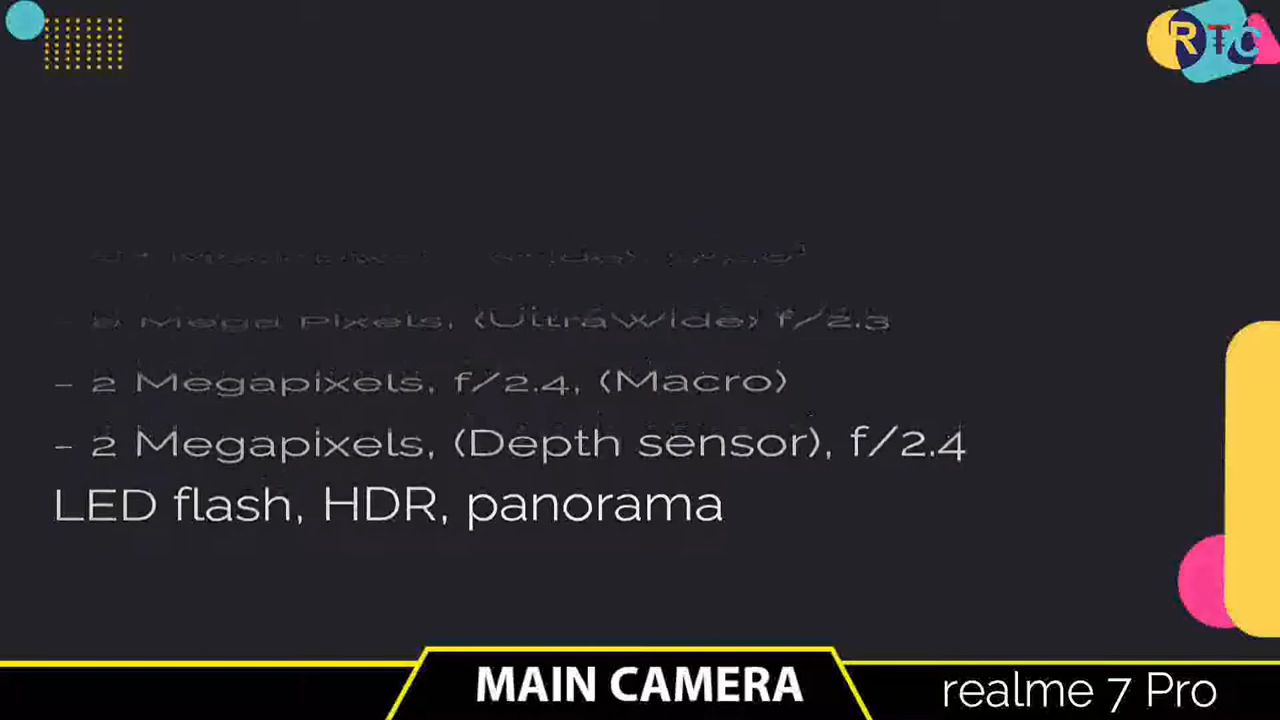 RTC
- 8 Mega Pixels, (UltraWide) f/2.3
- 2 Megapixels, f/2.4, (Macro)
- 2 Megapixels, (Depth sensor), f/2.4
LED flash, HDR, panorama
MAIN CAMERA
realme 7 Pro